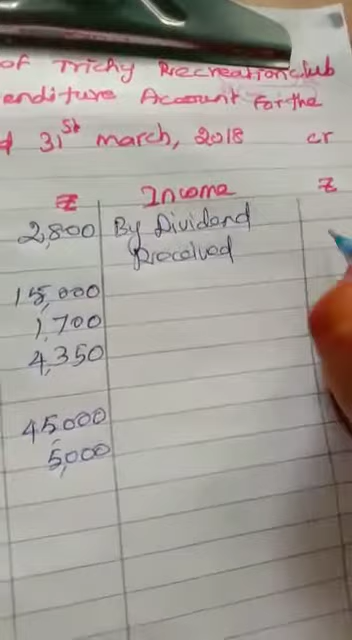 of Trichy Recreation club
enditure Account For the
d 31st march, 2018 cr
₹ Income ₹
2,800 By Dividend
Received
15,000
1,700
4,350
45,000
5,000